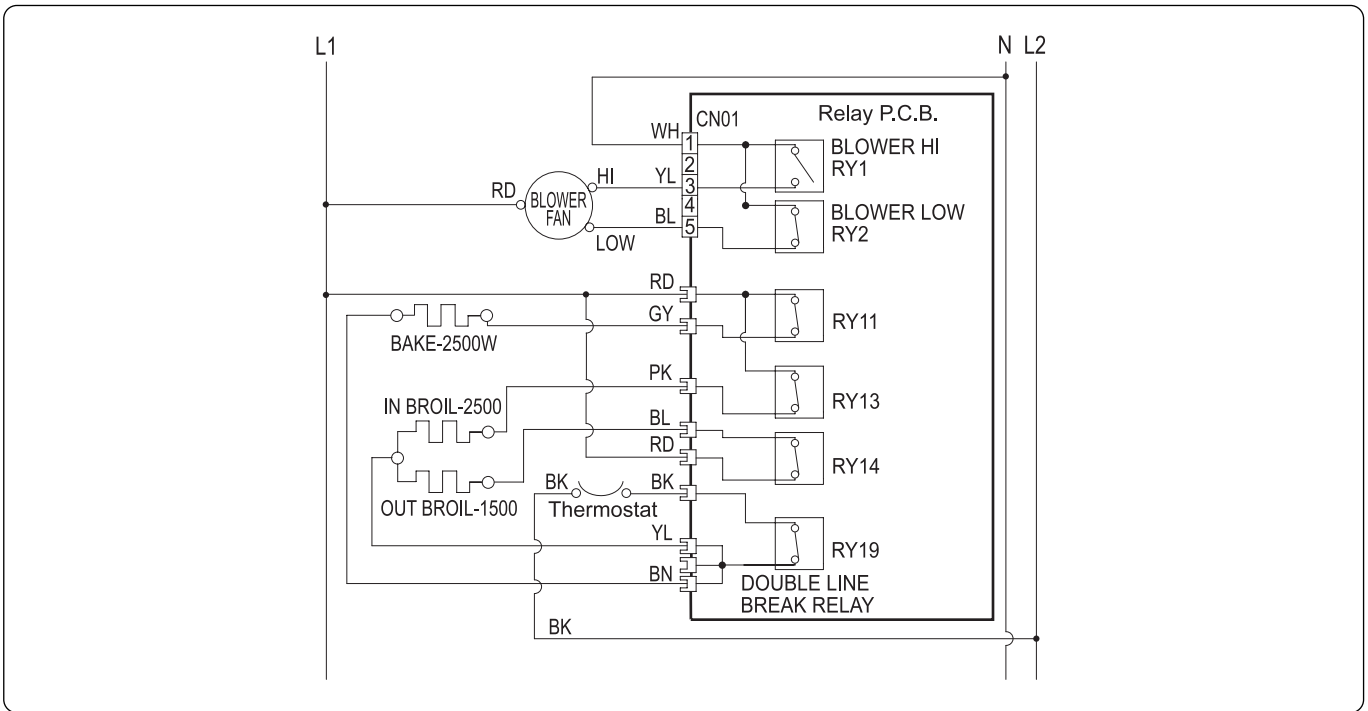 L1
N L2
Relay P.C.B.
CN01
WH
1
BLOWER HI
RY1
2
HI
YL
3
RD
BLOWER
FAN
4
BLOWER LOW
RY2
BL
5
LOW
RD
GY
RY11
BAKE-2500W
PK
RY13
IN BROIL-2500
BL
RD
RY14
BK
BK
OUT BROIL-1500
Thermostat
YL
RY19
BN
DOUBLE LINE
BREAK RELAY
BK